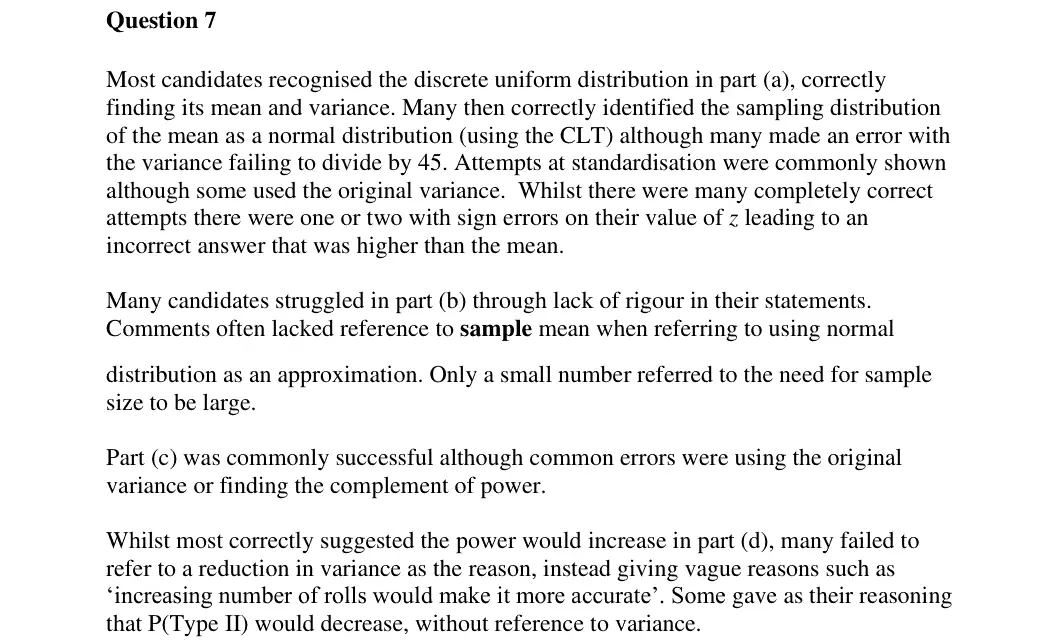 Question 7
Most candidates recognised the discrete uniform distribution in part (a), correctly
finding its mean and variance. Many then correctly identified the sampling distribution
of the mean as a normal distribution (using the CLT) although many made an error with
the variance failing to divide by 45. Attempts at standardisation were commonly shown
although some used the original variance.  Whilst there were many completely correct
attempts there were one or two with sign errors on their value of z leading to an
incorrect answer that was higher than the mean.
Many candidates struggled in part (b) through lack of rigour in their statements.
Comments often lacked reference to sample mean when referring to using normal
distribution as an approximation. Only a small number referred to the need for sample
size to be large.
Part (c) was commonly successful although common errors were using the original
variance or finding the complement of power.
Whilst most correctly suggested the power would increase in part (d), many failed to
refer to a reduction in variance as the reason, instead giving vague reasons such as
‘increasing number of rolls would make it more accurate’. Some gave as their reasoning
that P(Type II) would decrease, without reference to variance.